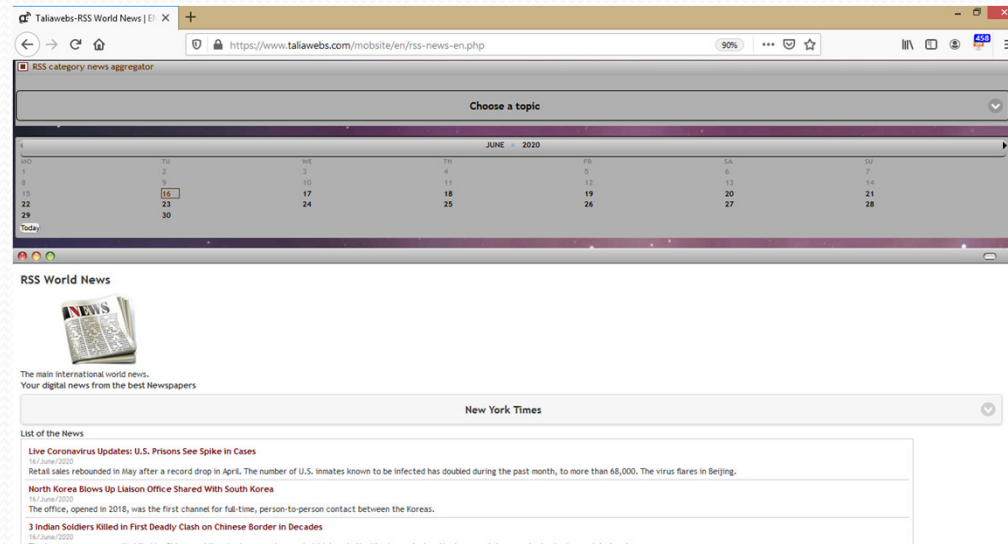 Taliawebs-RSS World News | E
https://www.taliawebs.com/mobsite/en/rss-news-en.php
90%
458
RSS category news aggregator
Choose a topic
JUNE 2020
MO TU WE TH FR SA SU
1 2 3 4 5 6 7
8 9 10 11 12 13 14
15 16 17 18 19 20 21
22 23 24 25 26 27 28
29 30
Today
RSS World News
NEWS
The main international world news.
Your digital news from the best Newspapers
New York Times
List of the News
Live Coronavirus Updates: U.S. Prisons See Spike in Cases
16/June/2020
Retail sales rebounded in May after a record drop in April. The number of U.S. inmates known to be infected has doubled during the past month, to more than 68,000. The virus flares in Beijing.
North Korea Blows Up Liaison Office Shared With South Korea
16/June/2020
The office, opened in 2018, was the first channel for full-time, person-to-person contact between the Koreas.
3 Indian Soldiers Killed in First Deadly Clash on Chinese Border in Decades
16/June/2020